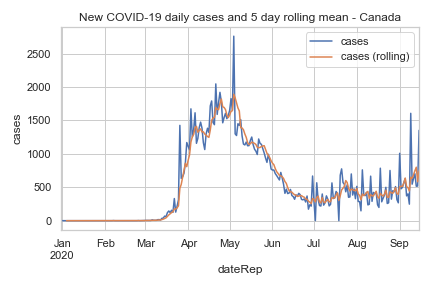 New COVID-19 daily cases and 5 day rolling mean - Canada
cases
cases (rolling)
2500
2000
1500
1000
500
0
cases
Jan Feb Mar Apr May Jun Jul Aug Sep
2020
dateRep